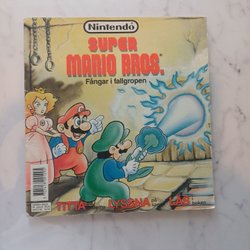 Nintendo
SUPER
MARIO BROS.
Fångar i fallgropen
TITTA LYSSNA LÄS